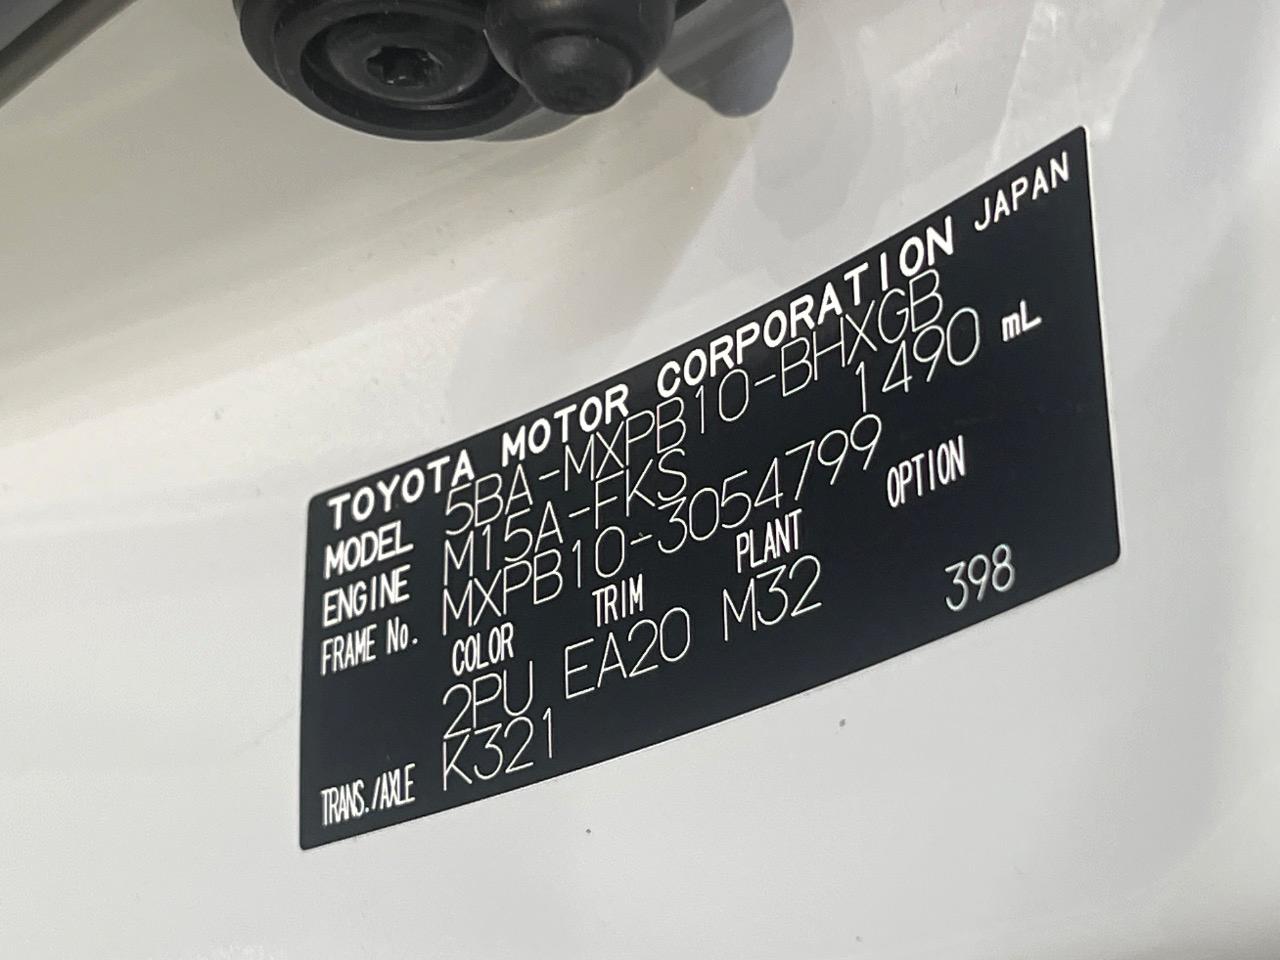 TOYOTA MOTOR CORPORATION JAPAN
MODEL 5BA-MXPB10-BHXGB
ENGINE M15A-FKS 1490 mL
FRAME No. MXPB10-3054799
COLOR TRIM PLANT OPTION
2PU EA20 M32 398
TRANS./AXLE K321